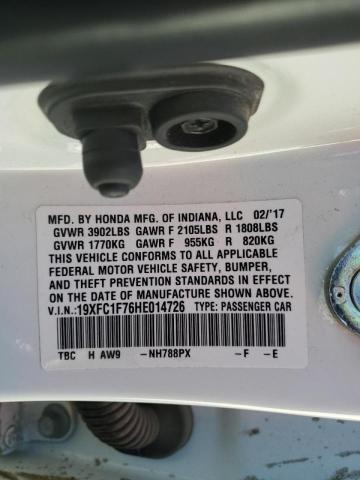 MFD. BY HONDA MFG. OF INDIANA, LLC 02/'17
GVWR 3902LBS GAWR F 2105LBS R 1808LBS
GVWR 1770KG GAWR F 955KG R 820KG
THIS VEHICLE CONFORMS TO ALL APPLICABLE
FEDERAL MOTOR VEHICLE SAFETY, BUMPER,
AND THEFT PREVENTION STANDARDS IN EFFECT
ON THE DATE OF MANUFACTURE SHOWN ABOVE.
V.I.N.: 19XFC1F76HE014726 TYPE: PASSENGER CAR
TBC H AW9 -NH788PX -F -E